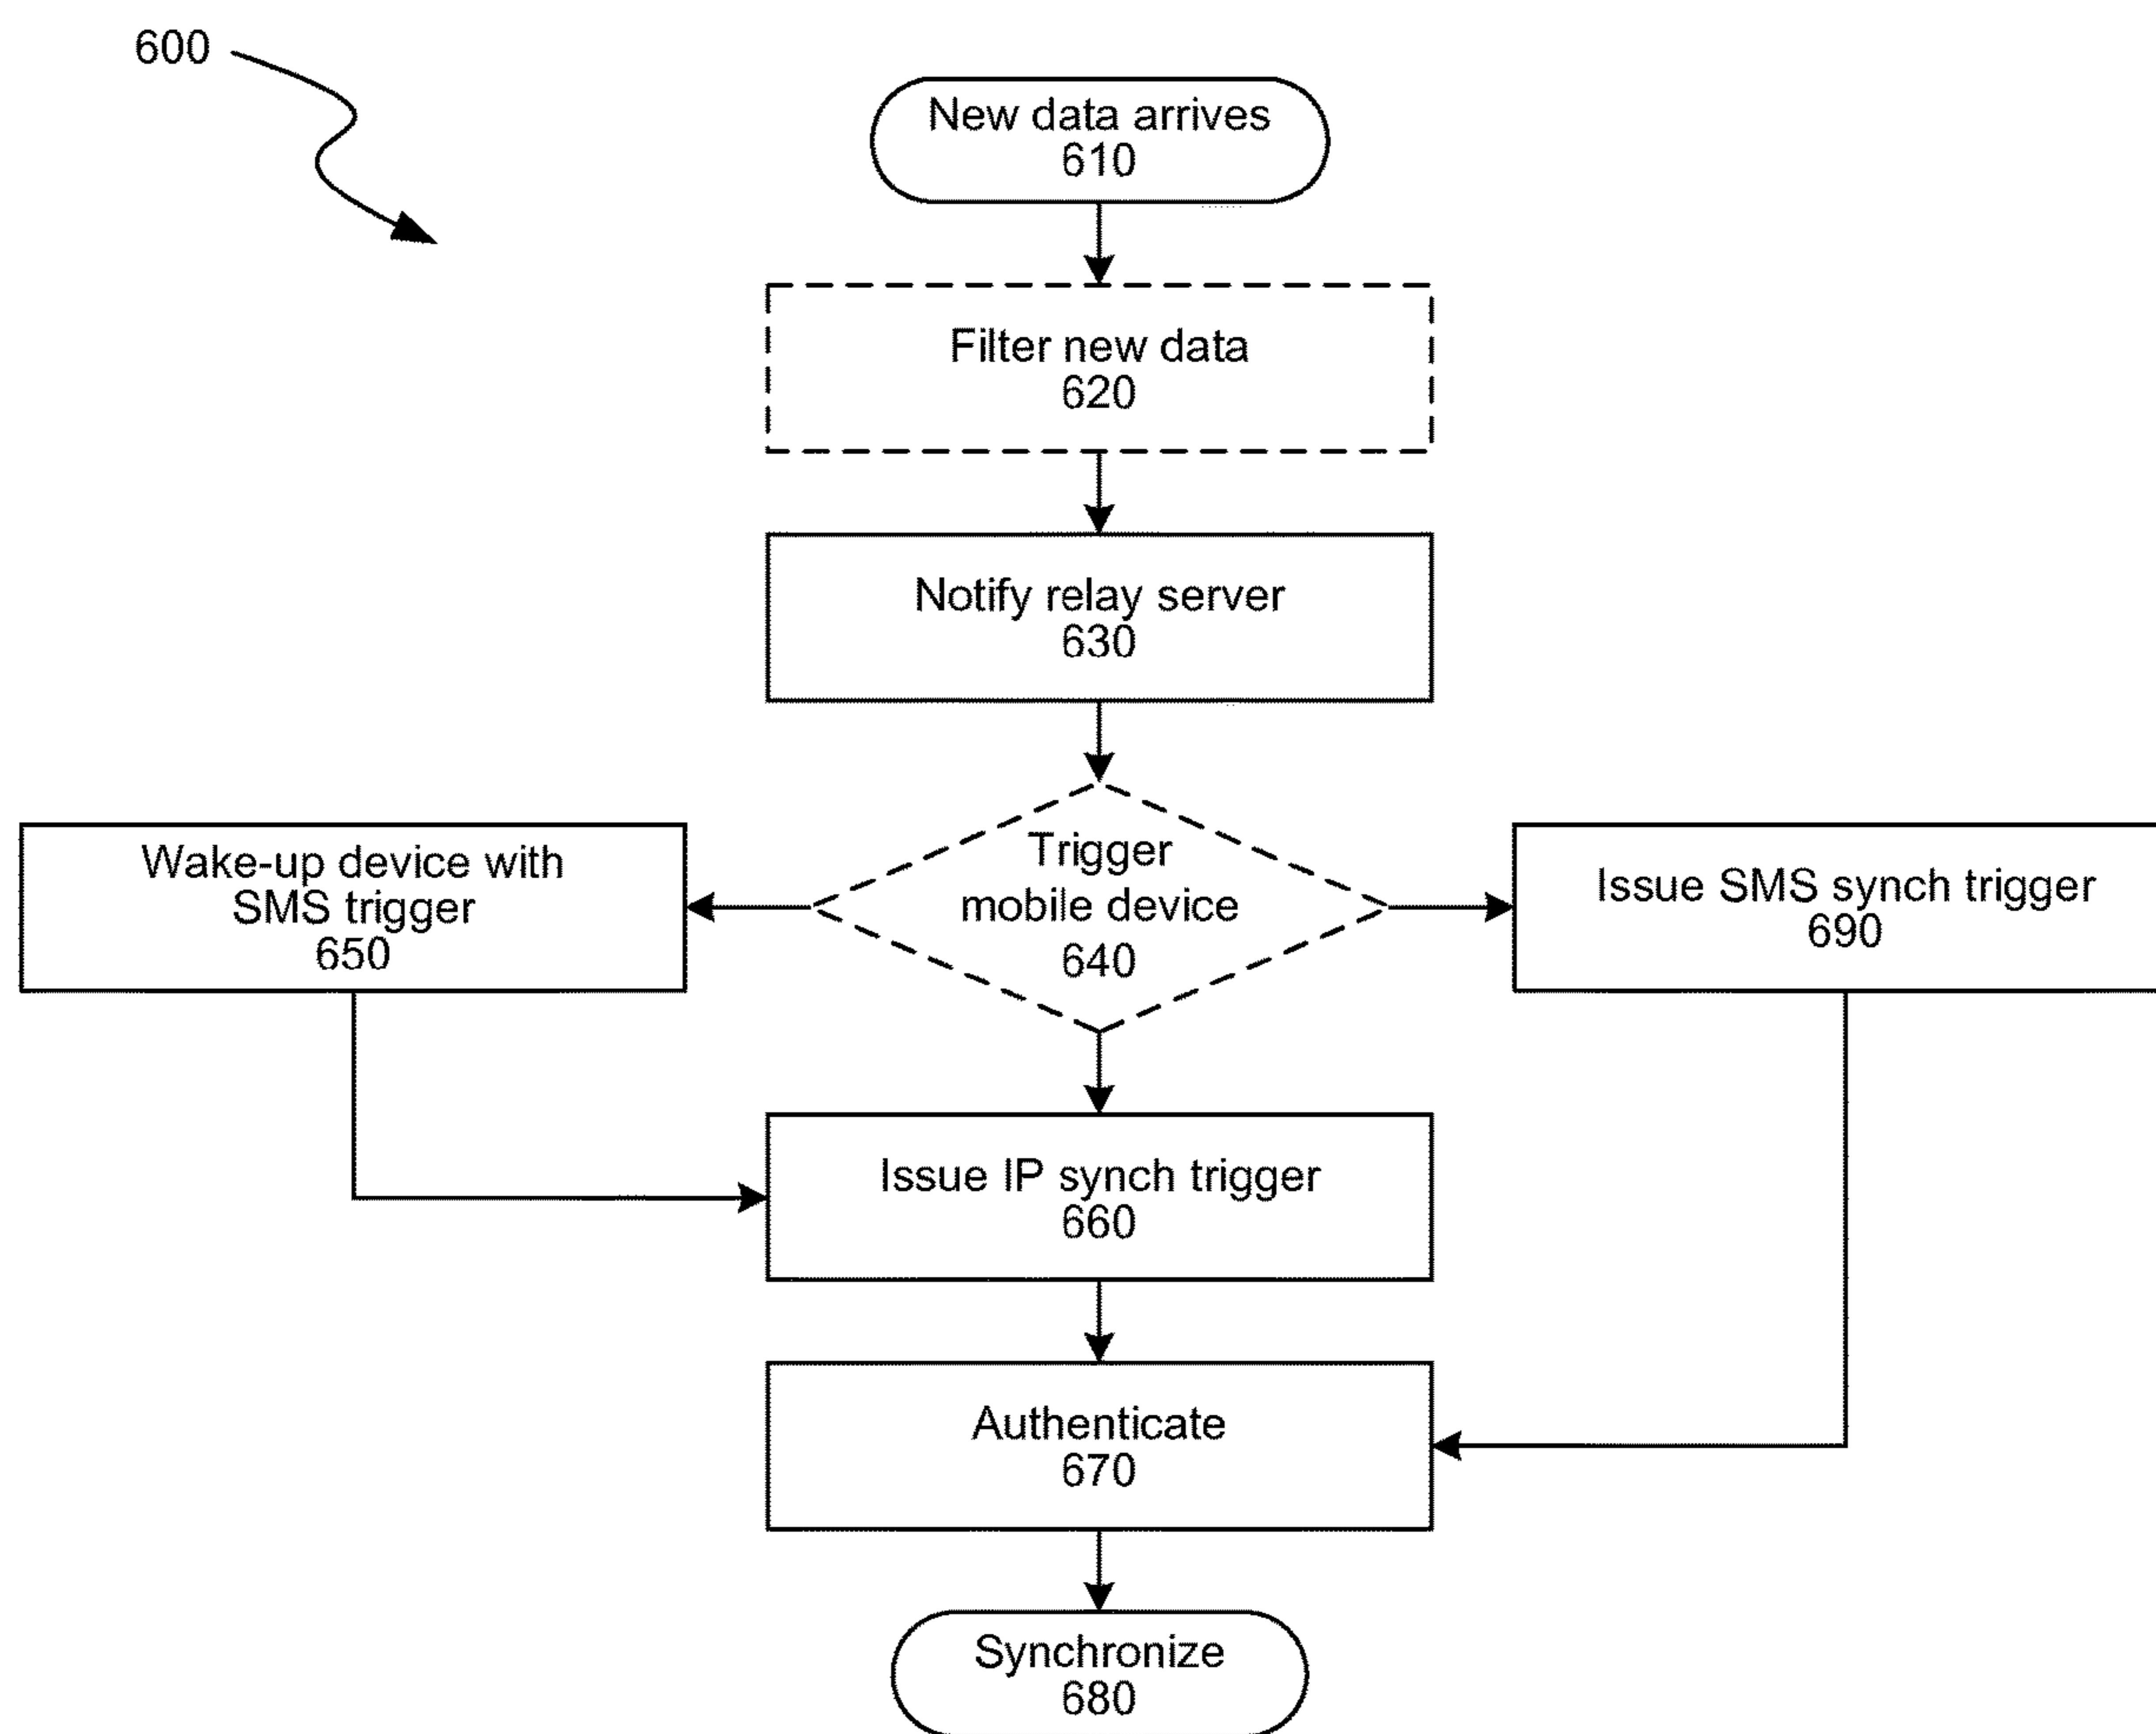 600
New data arrives
610
Filter new data
620
Notify relay server
630
Trigger
mobile device
640
Wake-up device with
SMS trigger
650
Issue SMS synch trigger
690
Issue IP synch trigger
660
Authenticate
670
Synchronize
680